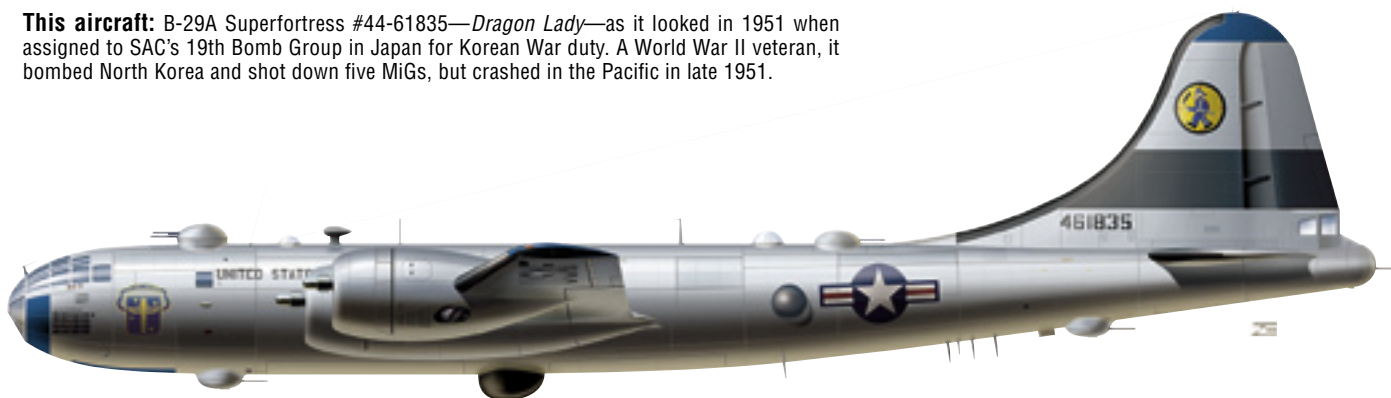 This aircraft: B-29A Superfortress #44-61835—Dragon Lady—as it looked in 1951 when
assigned to SAC's 19th Bomb Group in Japan for Korean War duty. A World War II veteran, it
bombed North Korea and shot down five MiGs, but crashed in the Pacific in late 1951.
461835
UNITED STAT